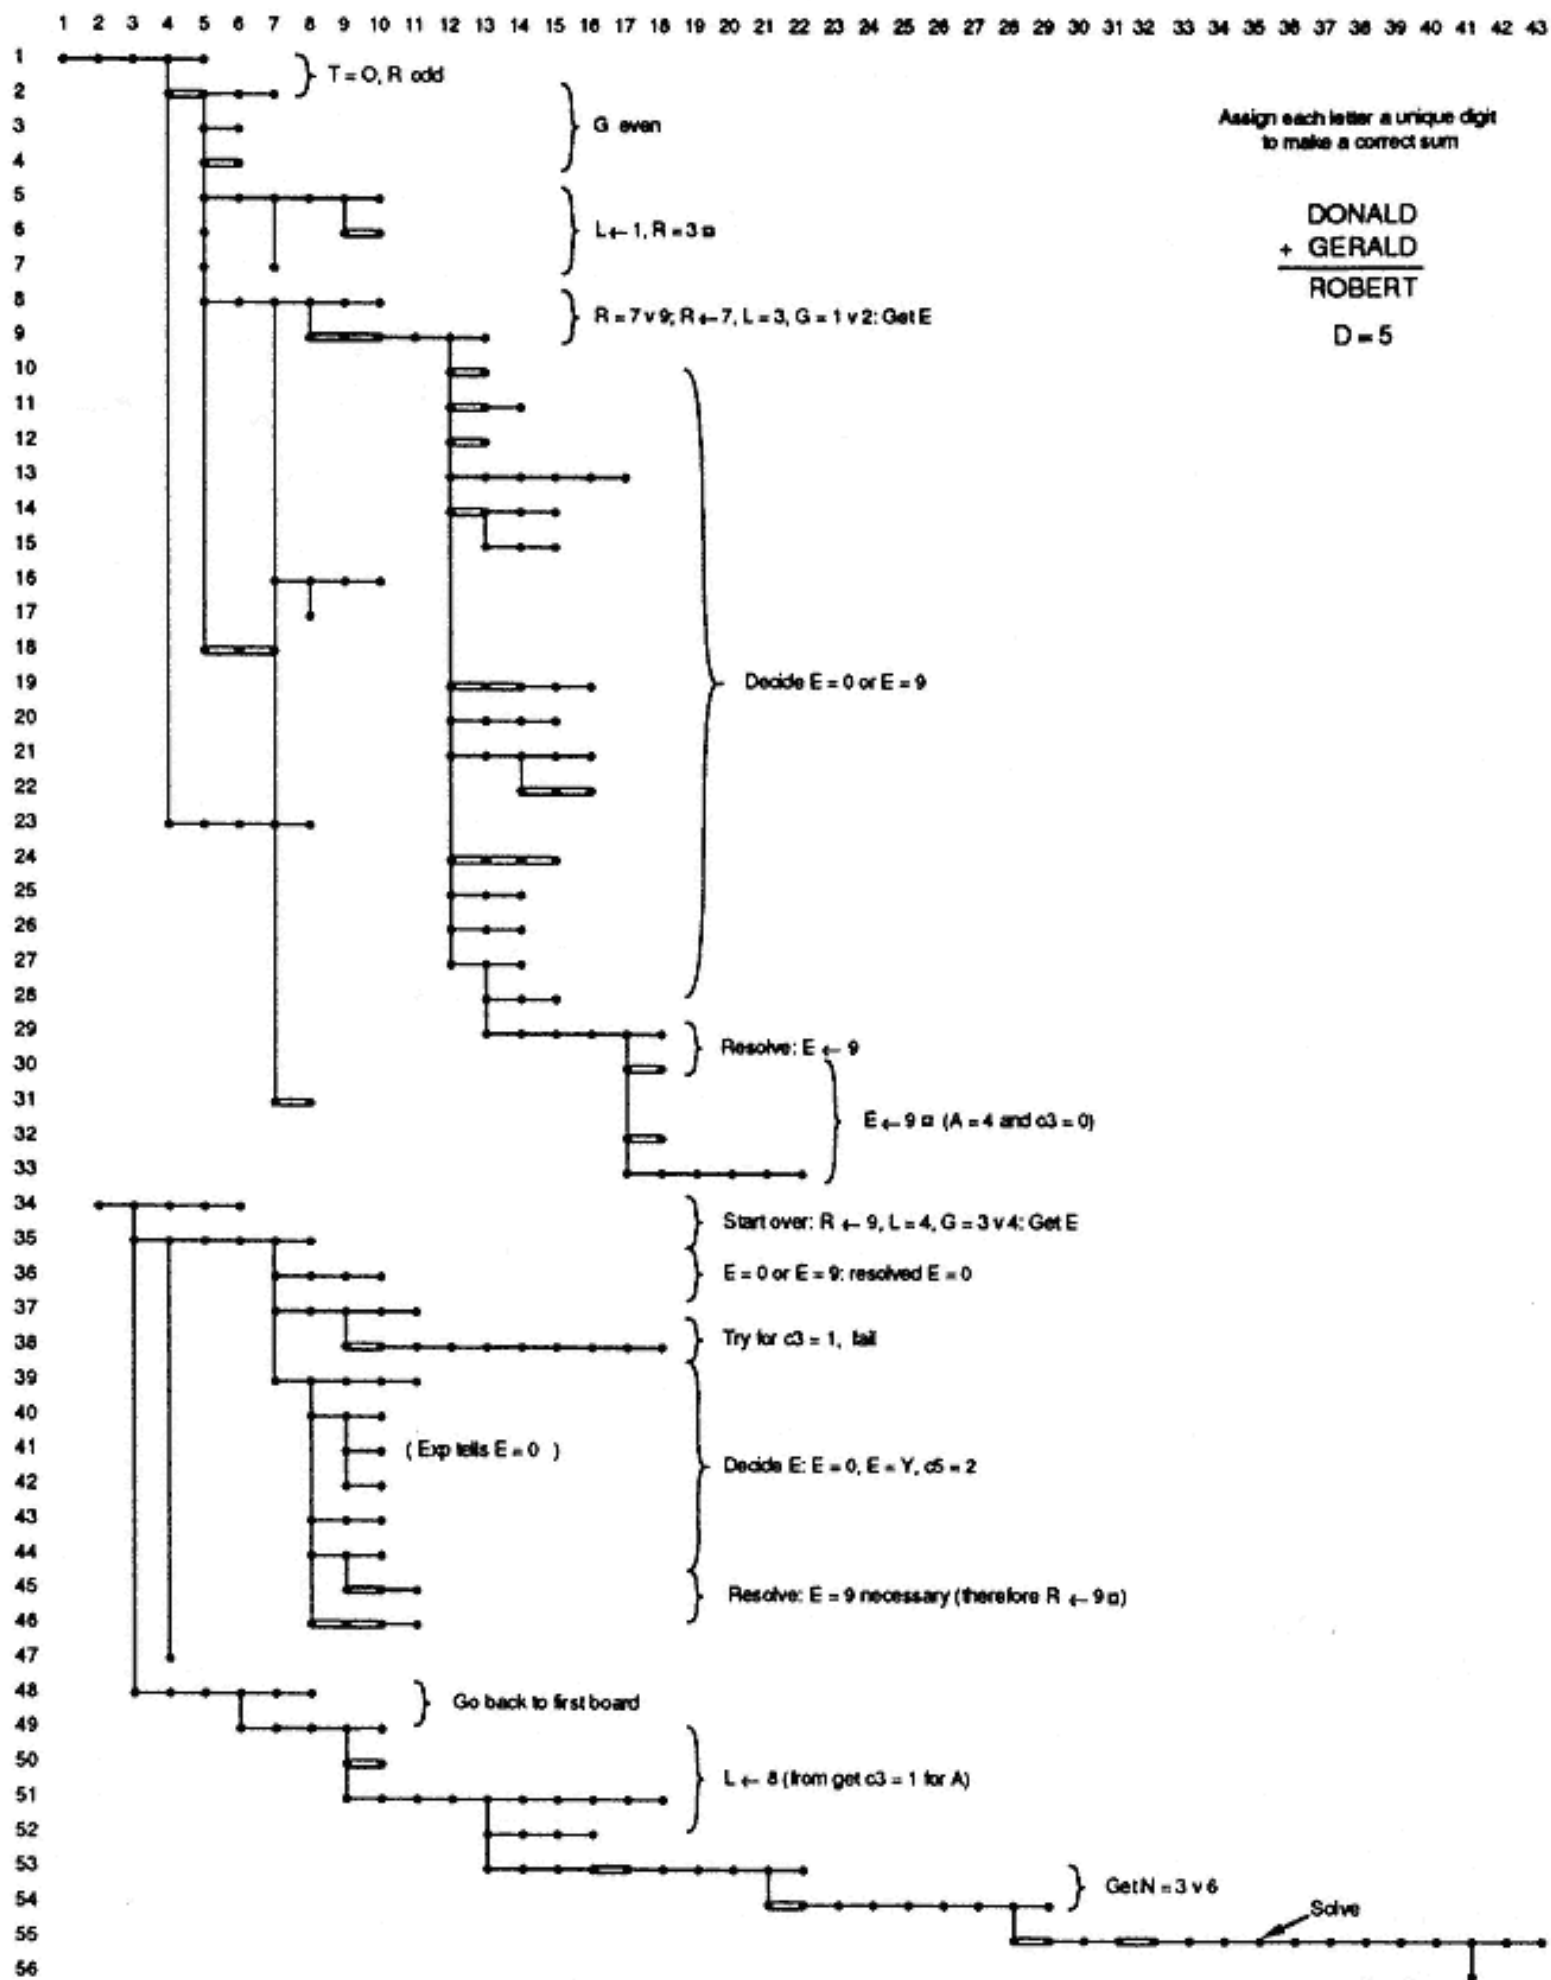 1 2 3 4 5 6 7 8 9 10 11 12 13 14 15 16 17 18 19 20 21 22 23 24 25 26 27 28 29 30 31 32 33 34 35 36 37 38 39 40 41 42 43
1
T = O, R odd
2
Assign each letter a unique digit
3
G even
to make a correct sum
4
5
DONALD
6
L ← 1, R = 3 □
+ GERALD
7
ROBERT
8
R = 7 v 9; R ← 7, L = 3, G = 1 v 2: Get E
D = 5
9
10
11
12
13
14
15
16
17
18
19
Decide E = 0 or E = 9
20
21
22
23
24
25
26
27
28
29
Resolve: E ← 9
30
31
E ← 9 □ (A = 4 and c3 = 0)
32
33
34
Start over: R ← 9, L = 4, G = 3 v 4: Get E
35
36
E = 0 or E = 9: resolved E = 0
37
38
Try for c3 = 1, fail
39
40
41
( Exp tells E = 0 )
Decide E: E = 0, E = Y, c5 = 2
42
43
44
45
Resolve: E = 9 necessary (therefore R ← 9 □)
46
47
48
Go back to first board
49
50
51
L ← 8 (from get c3 = 1 for A)
52
53
Get N = 3 v 6
54
Solve
55
56